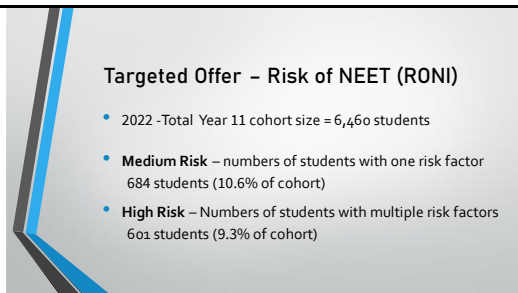 Targeted Offer – Risk of NEET (RONI)
• 2022 -Total Year 11 cohort size = 6,460 students
• Medium Risk – numbers of students with one risk factor
684 students (10.6% of cohort)
• High Risk – Numbers of students with multiple risk factors
601 students (9.3% of cohort)